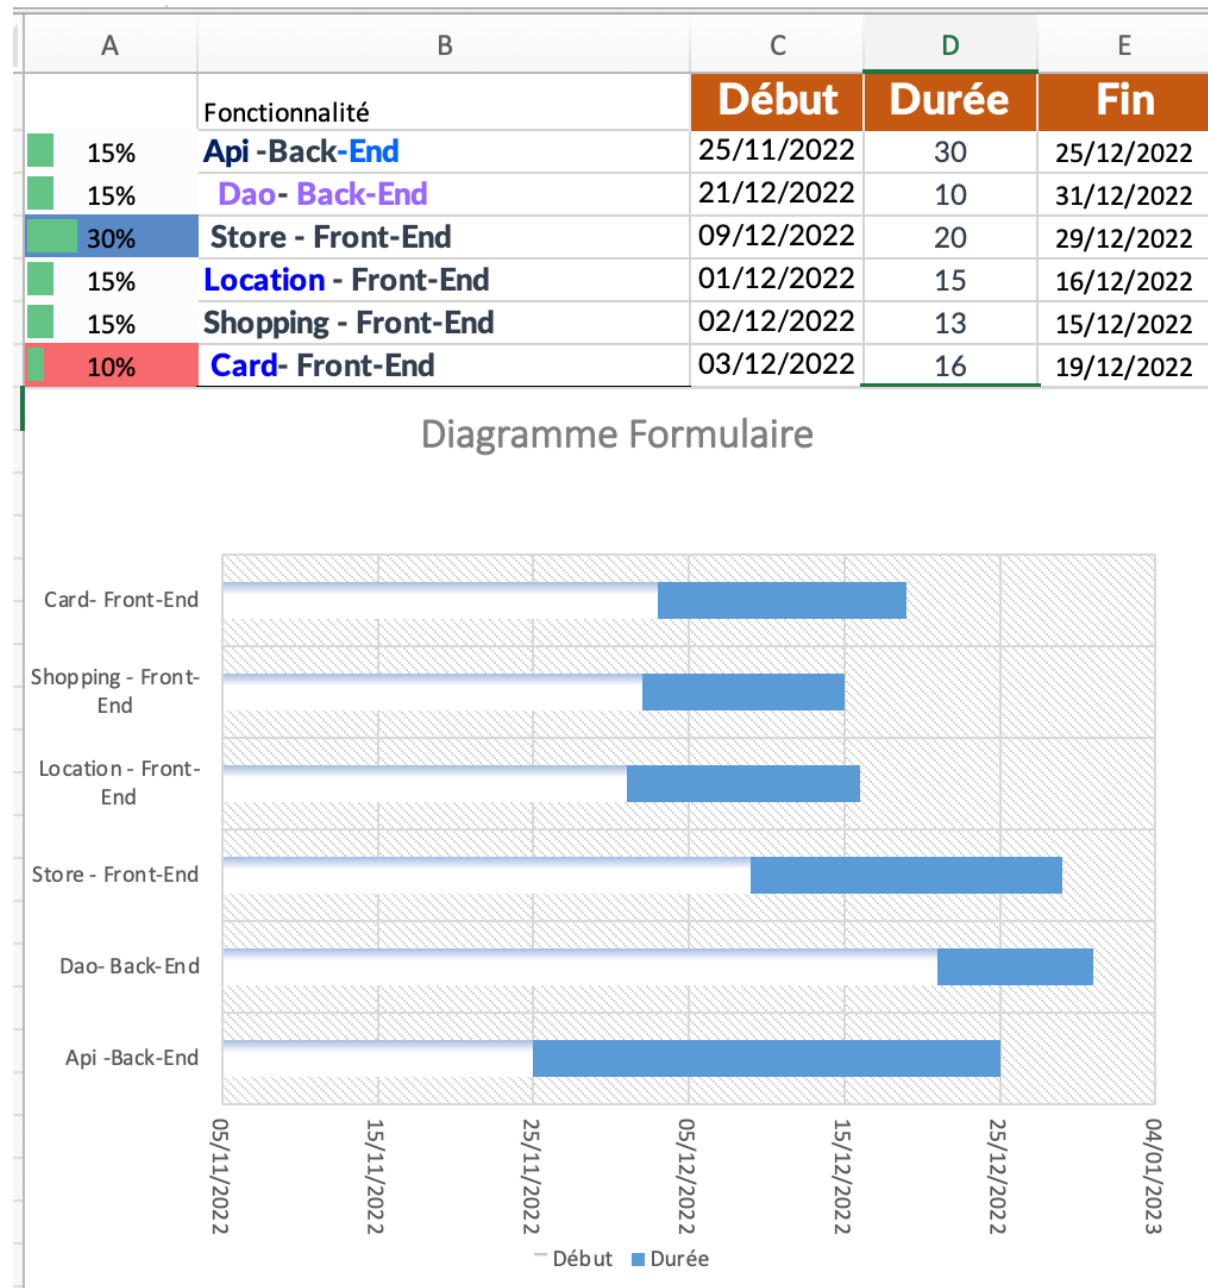 A B C D E
Fonctionnalité Début Durée Fin
15% Api -Back-End 25/11/2022 30 25/12/2022
15% Dao- Back-End 21/12/2022 10 31/12/2022
30% Store - Front-End 09/12/2022 20 29/12/2022
15% Location - Front-End 01/12/2022 15 16/12/2022
15% Shopping - Front-End 02/12/2022 13 15/12/2022
10% Card- Front-End 03/12/2022 16 19/12/2022
Diagramme Formulaire
Card- Front-End
Shopping - Front-
End
Location - Front-
End
Store - Front-End
Dao- Back-End
Api -Back-End
05/11/2022 15/11/2022 25/11/2022 05/12/2022 15/12/2022 25/12/2022 04/01/2023
Début Durée